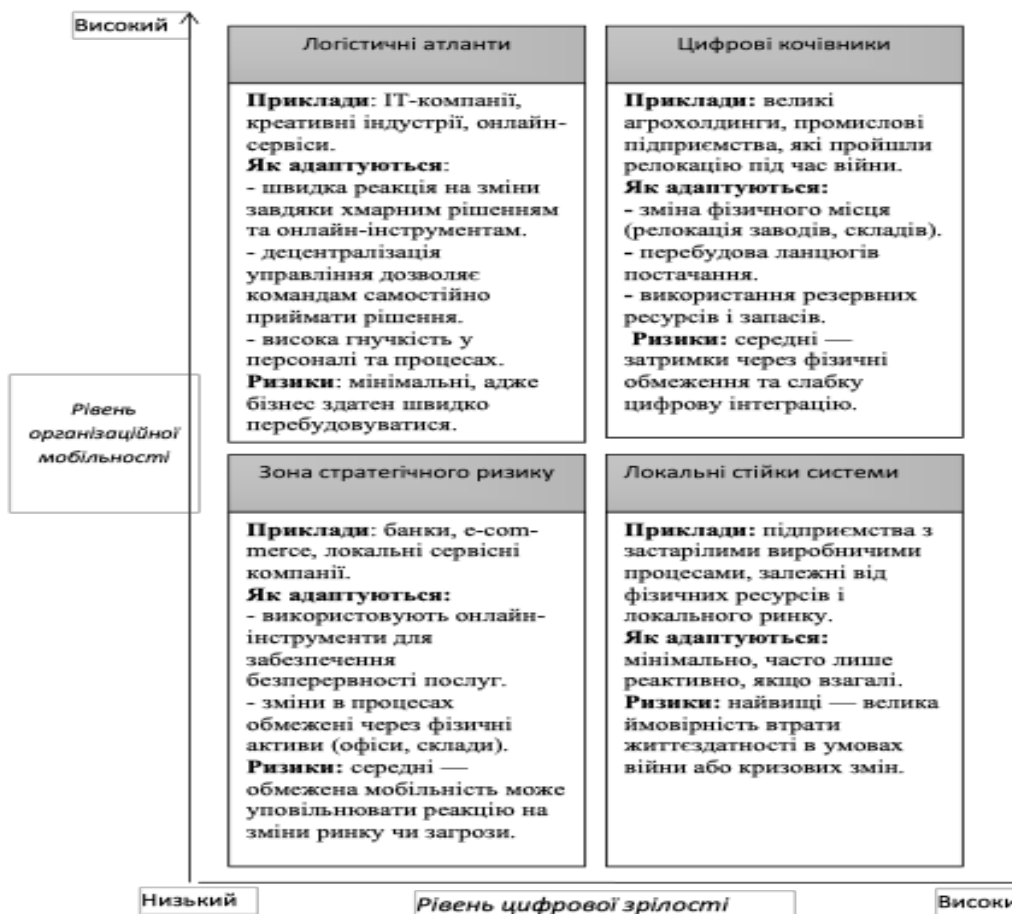 Високий
Логістичні атланти
Приклади: ІТ-компанії,
креативні індустрії, онлайн-
сервіси.
Як адаптуються:
- швидка реакція на зміни
завдяки хмарним рішенням
та онлайн-інструментам.
- децентралізація
управління дозволяє
командам самостійно
приймати рішення.
- висока гнучкість у
персоналі та процесах.
Ризики: мінімальні, адже
бізнес здатен швидко
перебудовуватися.
Цифрові кочівники
Приклади: великі
агрохолдинги, промислові
підприємства, які пройшли
релокацію під час війни.
Як адаптуються:
- зміна фізичного місця
(релокація заводів, складів).
- перебудова ланцюгів
постачання.
- використання резервних
ресурсів і запасів.
Ризики: середні —
затримки через фізичні
обмеження та слабку
цифрову інтеграцію.
Рівень
організаційної
мобільності
Зона стратегічного ризику
Приклади: банки, e-com-
merce, локальні сервісні
компанії.
Як адаптуються:
- використовують онлайн-
інструменти для
забезпечення
безперервності послуг.
- зміни в процесах
обмежені через фізичні
активи (офіси, склади).
Ризики: середні —
обмежена мобільність може
уповільнювати реакцію на
зміни ринку чи загрози.
Локальні стійки системи
Приклади: підприємства з
застарілими виробничими
процесами, залежні від
фізичних ресурсів і
локального ринку.
Як адаптуються:
мінімально, часто лише
реактивно, якщо взагалі.
Ризики: найвищі — велика
ймовірність втрати
життєздатності в умовах
війни або кризових змін.
Низький
Рівень цифрової зрілості
Високи